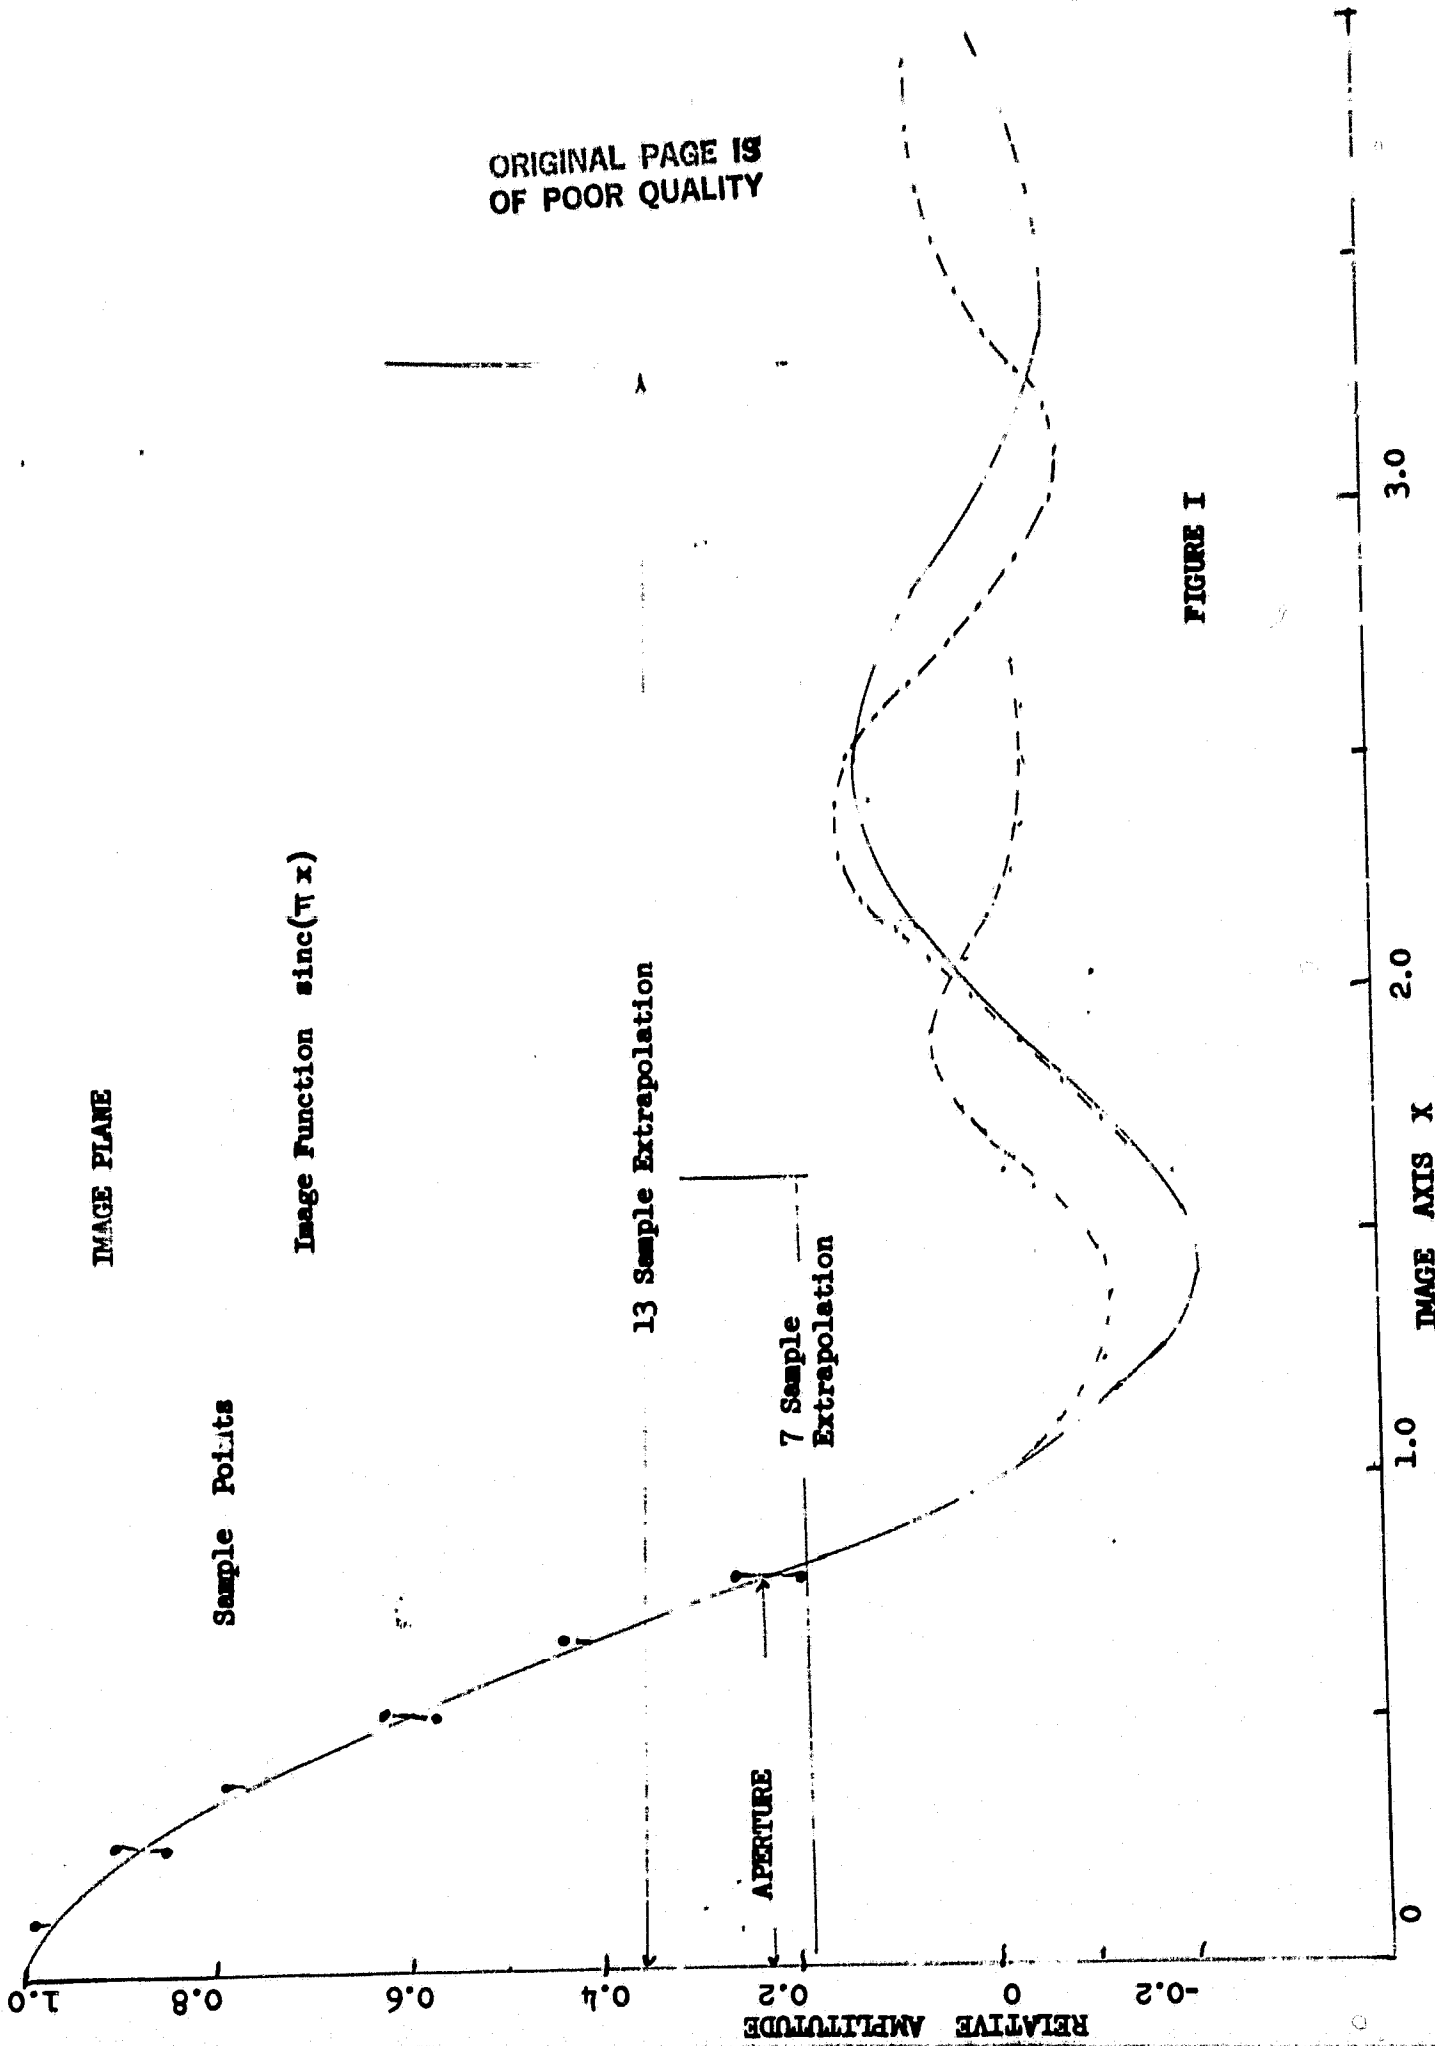 ORIGINAL PAGE IS
OF POOR QUALITY
IMAGE PLANE
Image Function sinc(π x)
Sample Points
13 Sample Extrapolation
7 Sample
Extrapolation
APERTURE
FIGURE I
RELATIVE AMPLITUDE
1.0
0.8
0.6
0.4
0.2
0
-0.2
0
1.0
2.0
3.0
IMAGE AXIS X